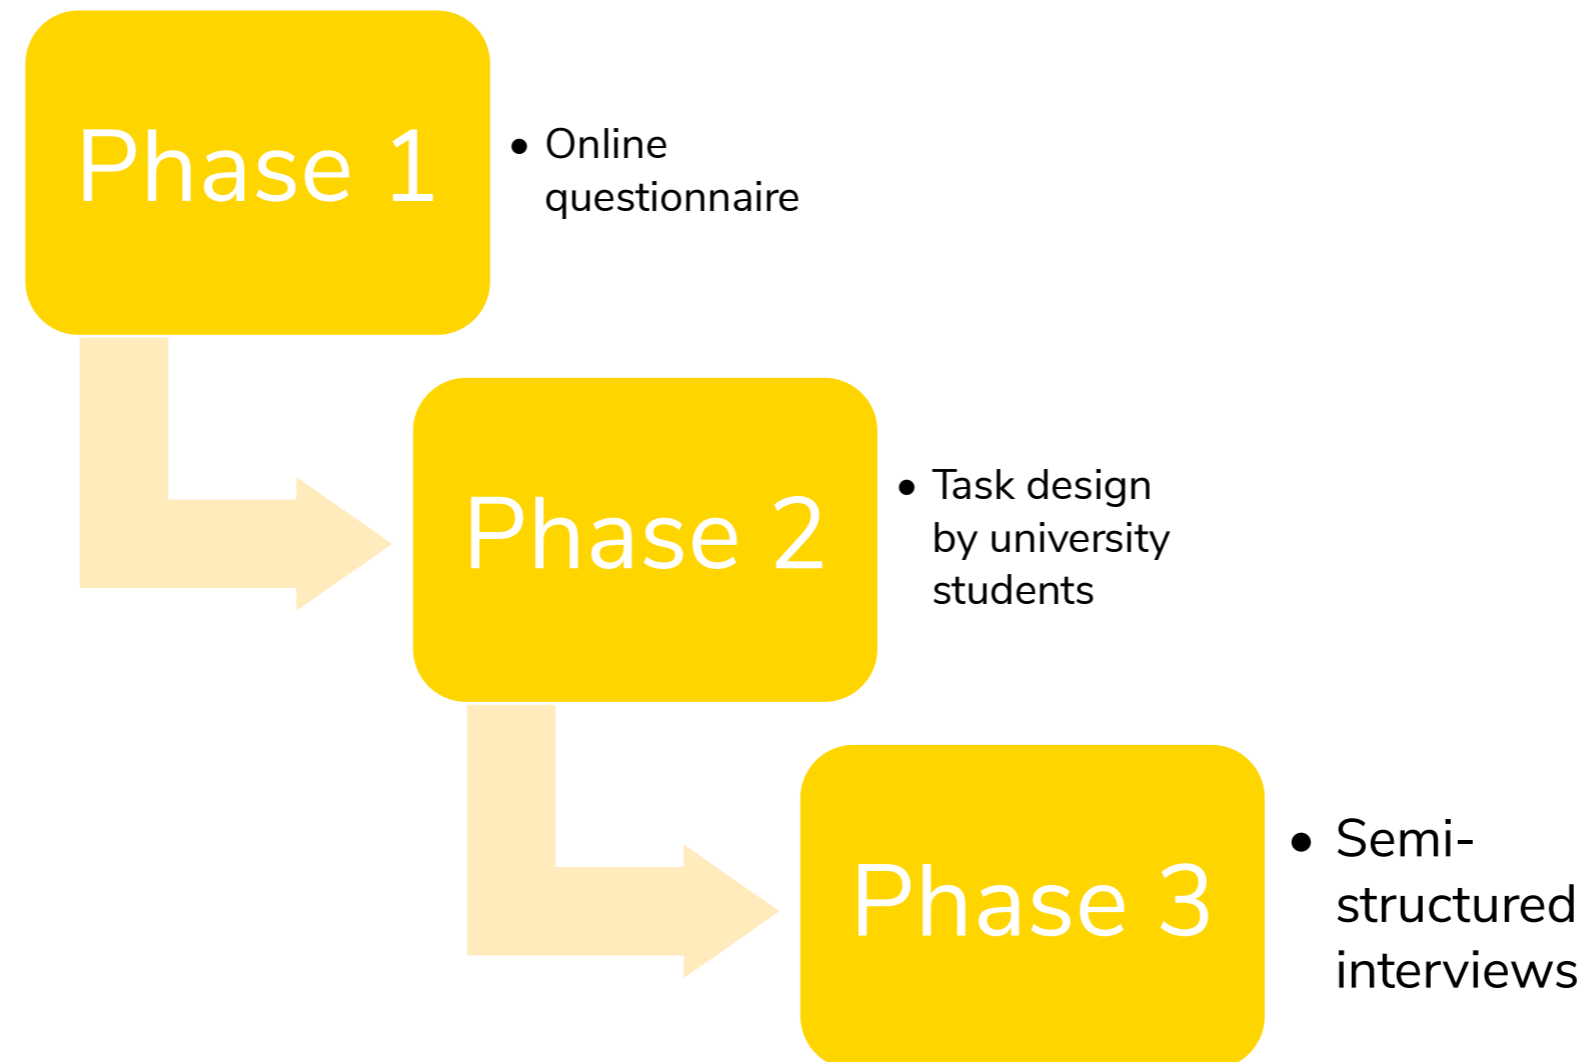 Phase 1
• Online
questionnaire
Phase 2
• Task design
by university
students
Phase 3
• Semi-
structured
interviews